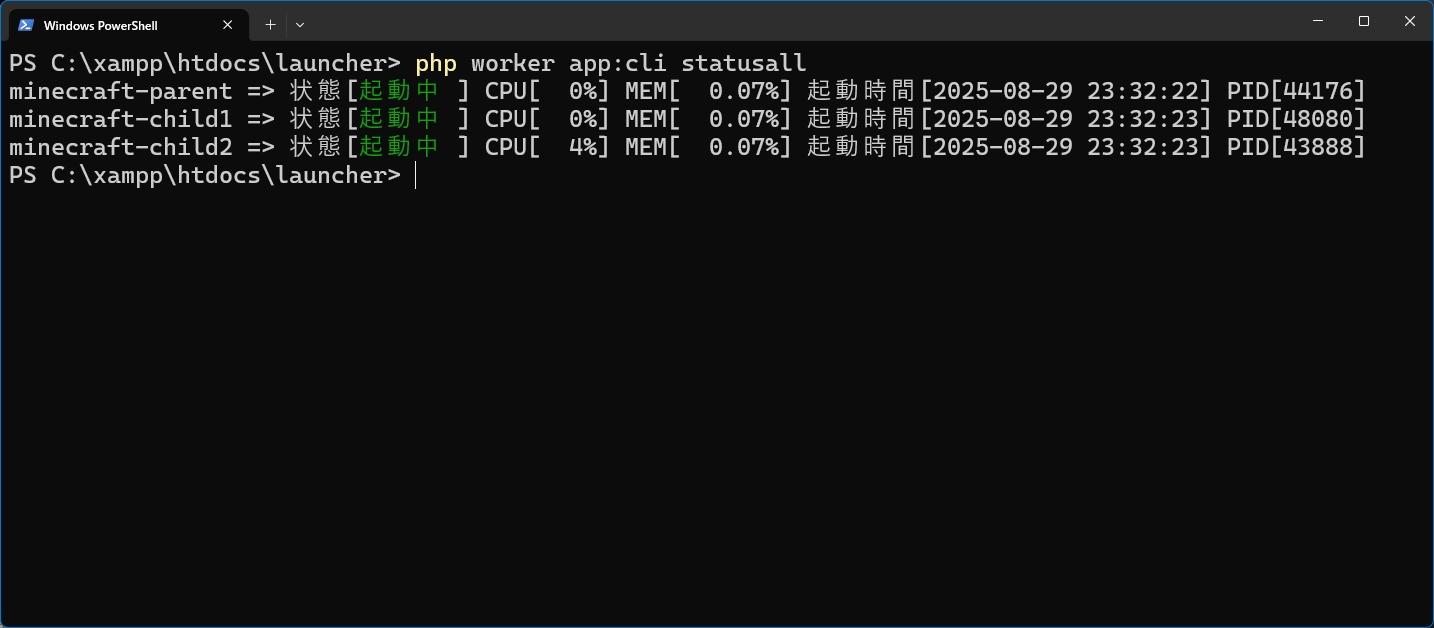 Windows PowerShell
PS C:\xampp\htdocs\launcher> php worker app:cli statusall
minecraft-parent => 状態[起動中 ] CPU[  0%] MEM[  0.07%] 起動時間[2025-08-29 23:32:22] PID[44176]
minecraft-child1 => 状態[起動中 ] CPU[  0%] MEM[  0.07%] 起動時間[2025-08-29 23:32:23] PID[48080]
minecraft-child2 => 状態[起動中 ] CPU[  4%] MEM[  0.07%] 起動時間[2025-08-29 23:32:23] PID[43888]
PS C:\xampp\htdocs\launcher>